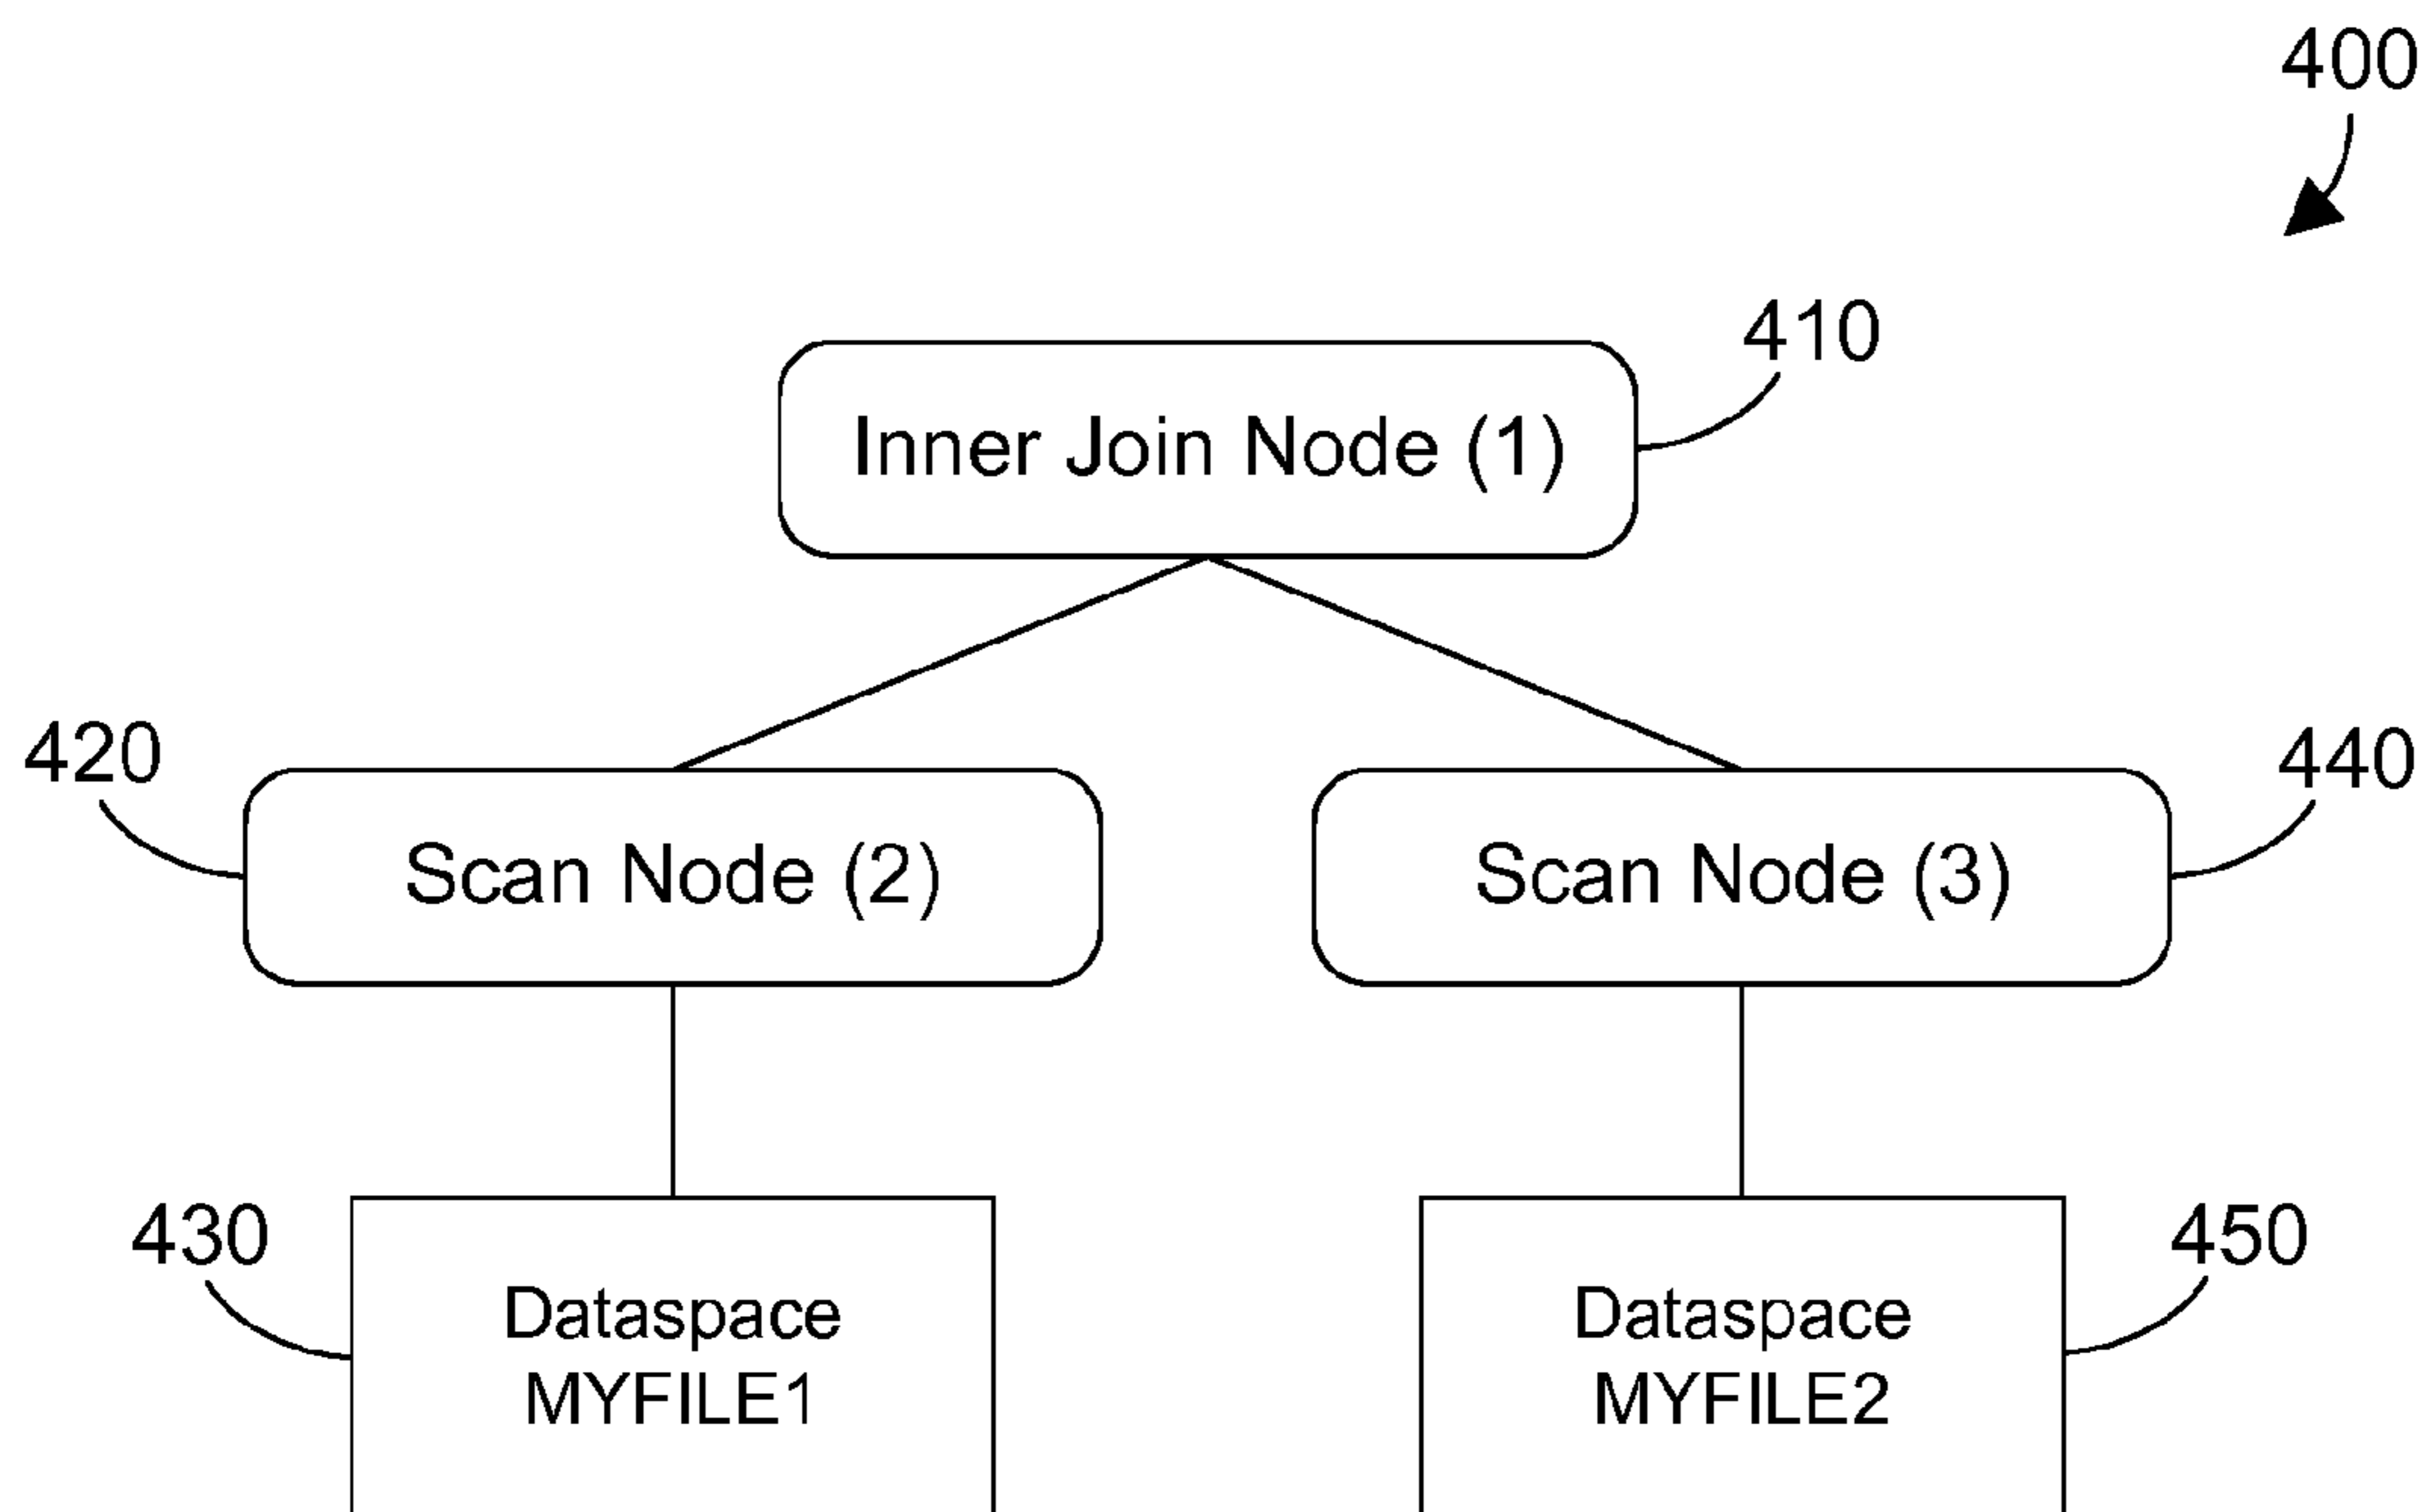 400
410
Inner Join Node (1)
420
440
Scan Node (2)
Scan Node (3)
430
450
Dataspace
MYFILE1
Dataspace
MYFILE2